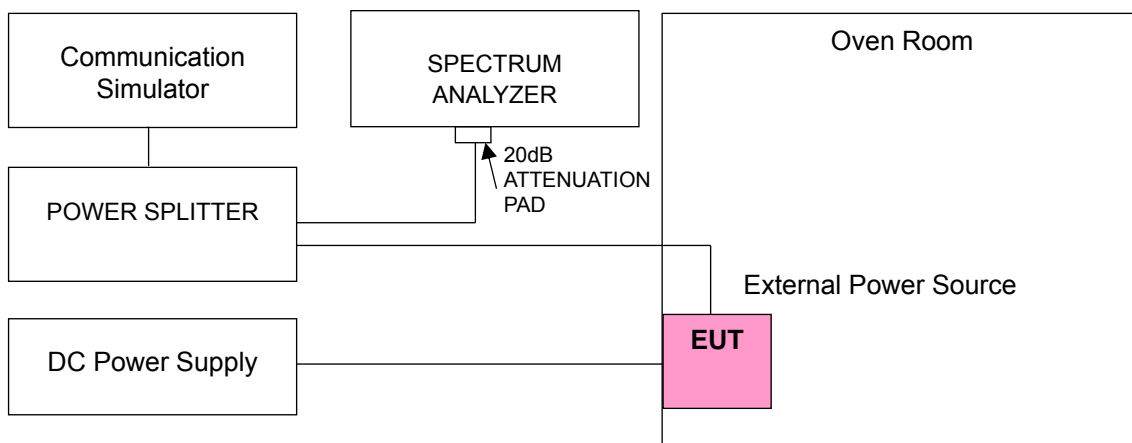 Communication
Simulator
SPECTRUM
ANALYZER
Oven Room
20dB
ATTENUATION
PAD
POWER SPLITTER
External Power Source
EUT
DC Power Supply